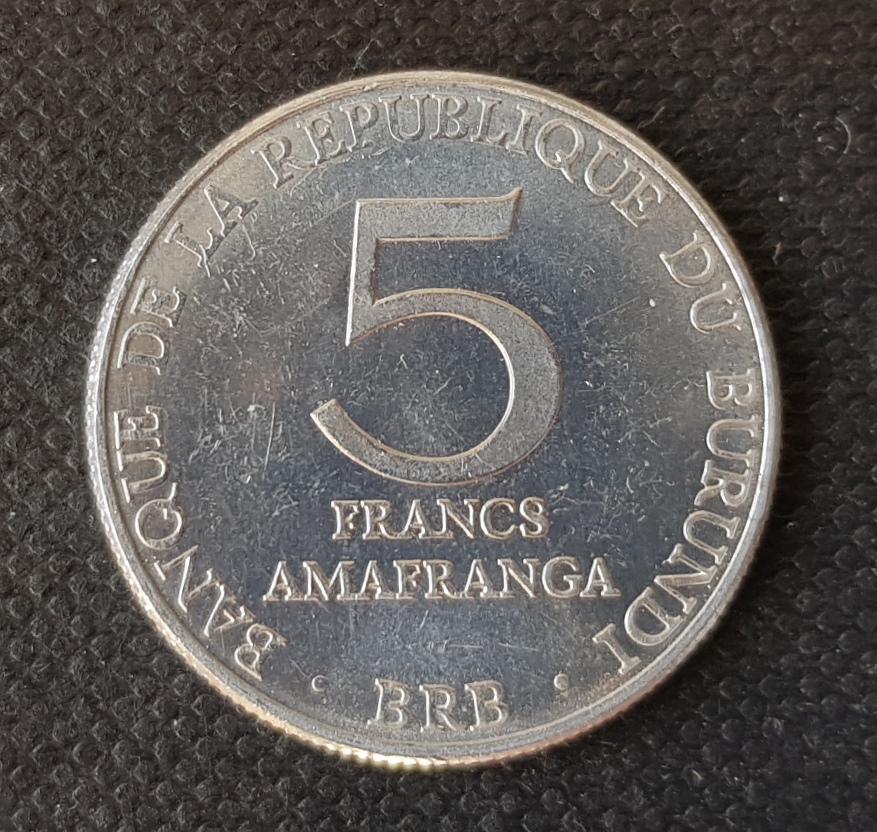 BANQUE DE LA REPUBLIQUE DU BURUNDI
5
FRANCS
AMAFRANGA
BRB